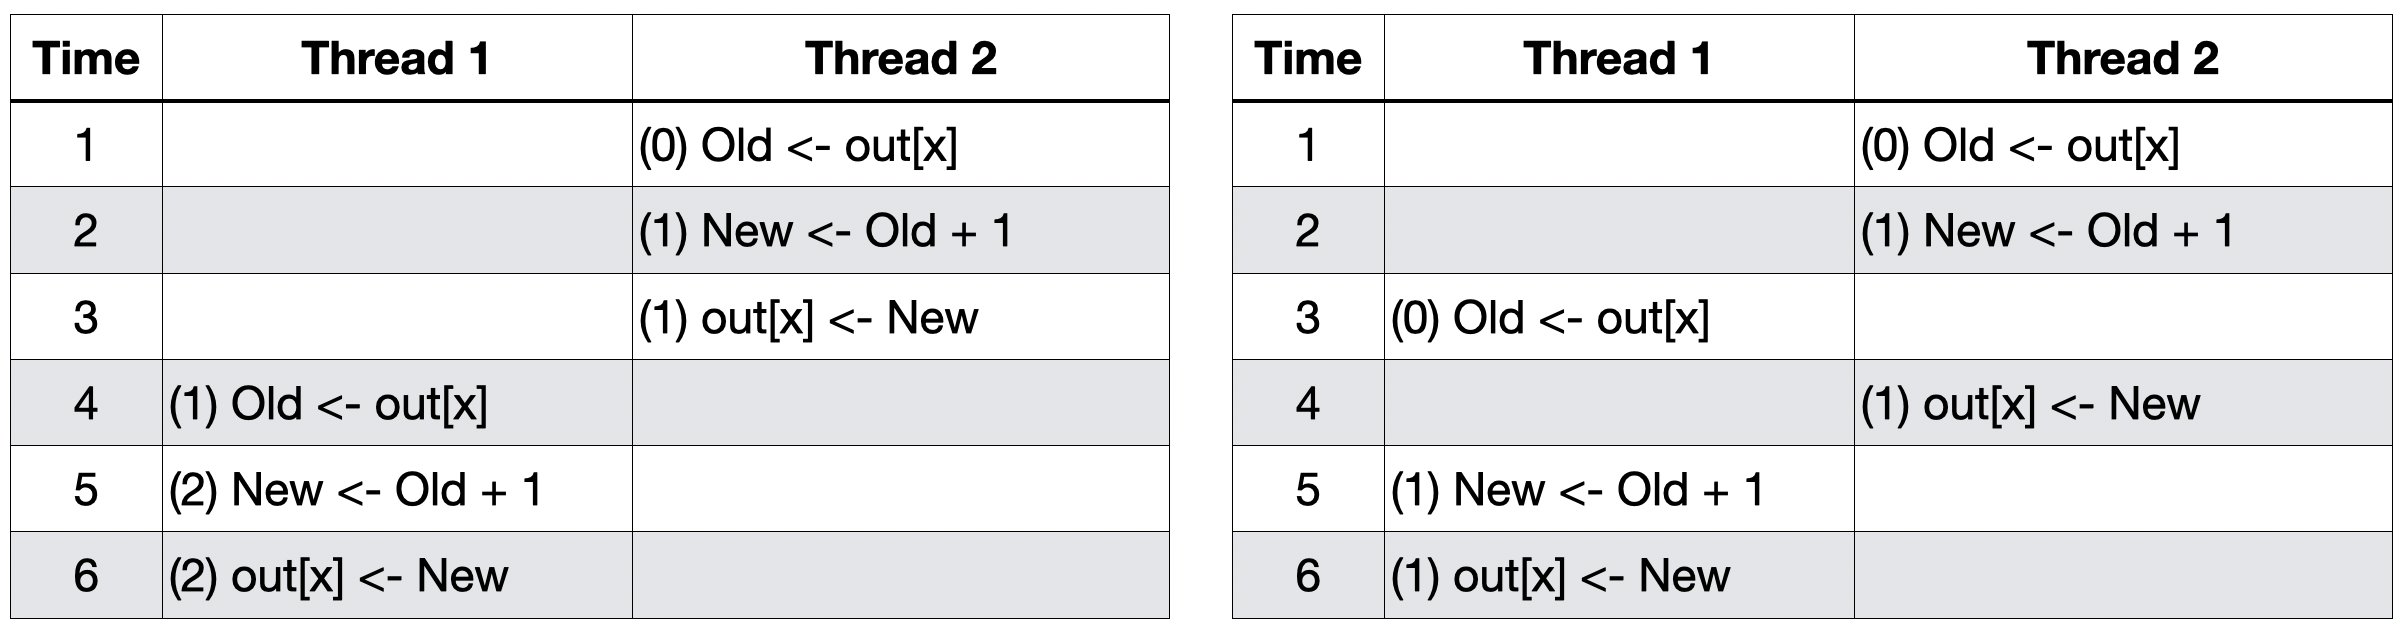 Time Thread 1 Thread 2
1 (0) Old <- out[x]
2 (1) New <- Old + 1
3 (1) out[x] <- New
4 (1) Old <- out[x]
5 (2) New <- Old + 1
6 (2) out[x] <- New
Time Thread 1 Thread 2
1 (0) Old <- out[x]
2 (1) New <- Old + 1
3 (0) Old <- out[x]
4 (1) out[x] <- New
5 (1) New <- Old + 1
6 (1) out[x] <- New